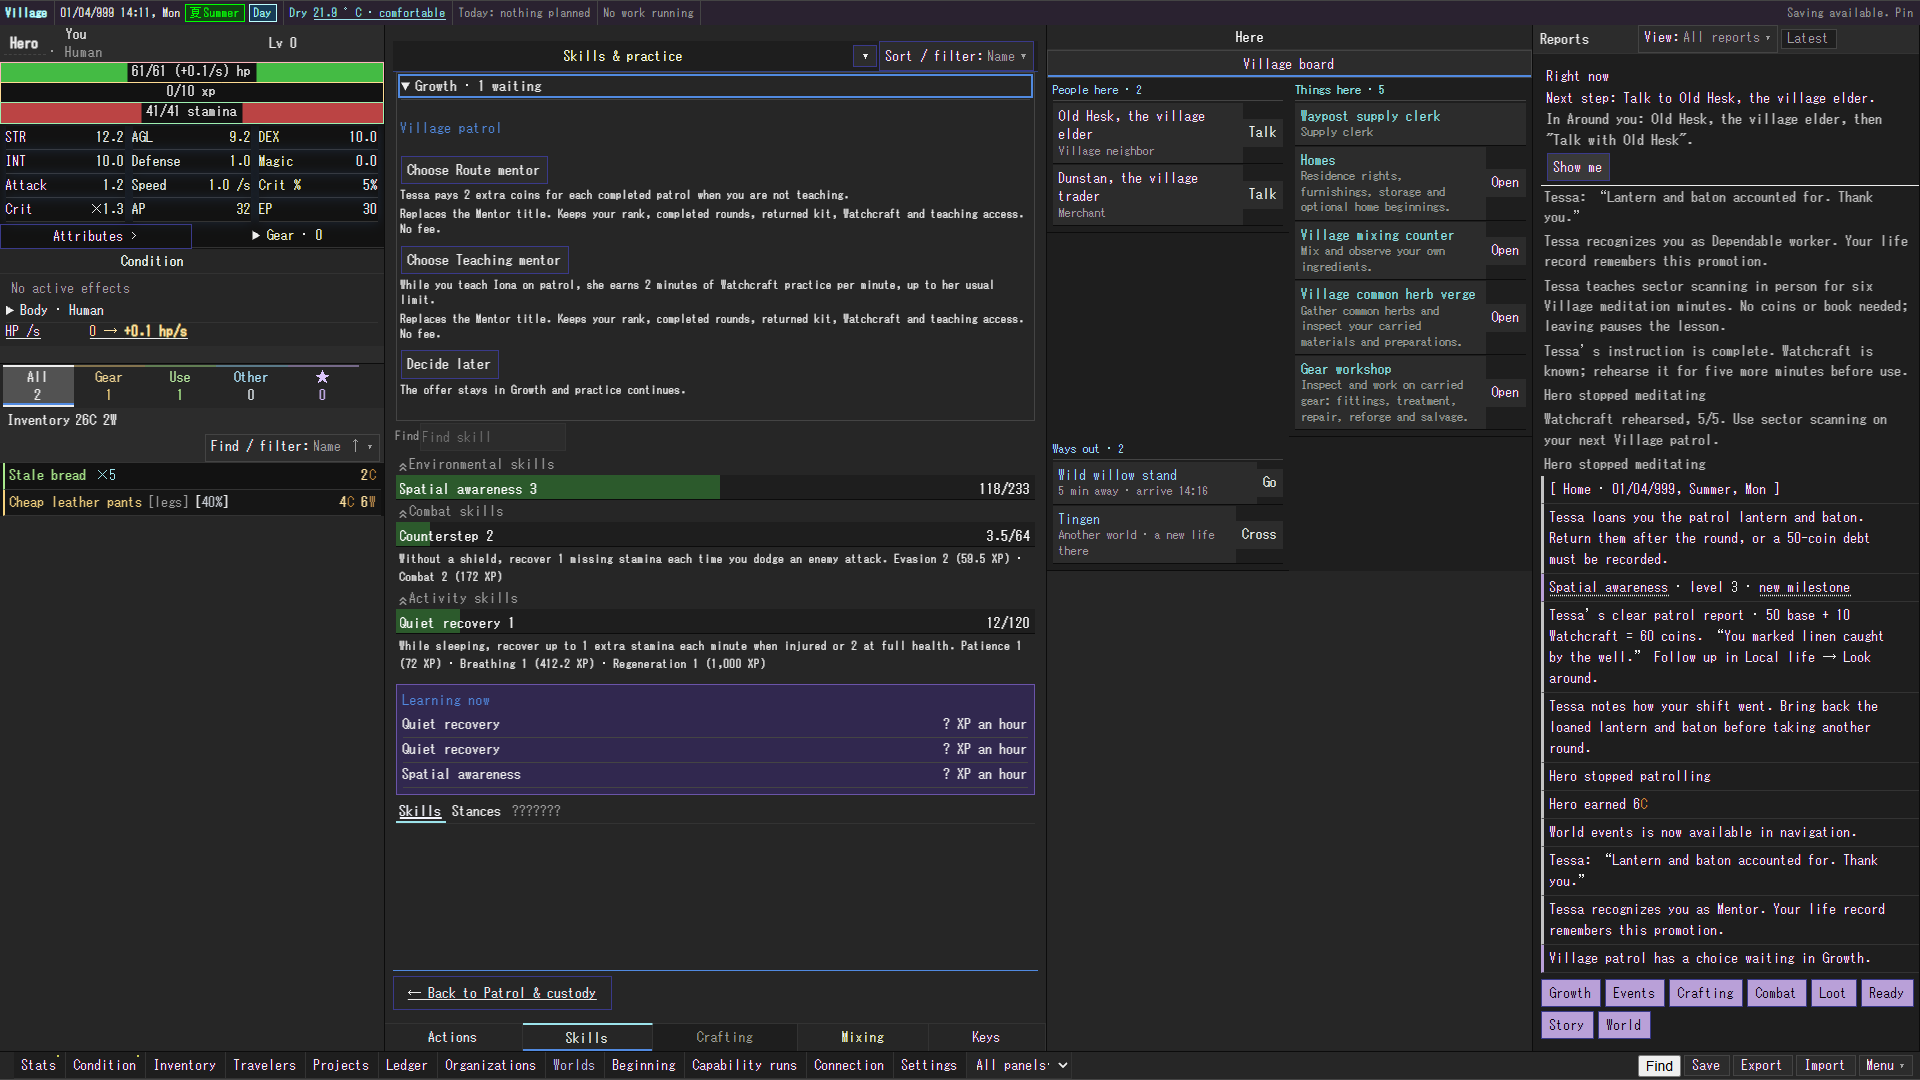 Village 01/04/999 14:11, Mon 夏Summer Day Dry 21.9 ° C · comfortable Today: nothing planned No work running Saving available. Pin
Hero · You Human Lv 0
61/61 (+0.1/s) hp
0/10 xp
41/41 stamina
STR 12.2 AGL 9.2 DEX 10.0
INT 10.0 Defense 1.0 Magic 0.0
Attack 1.2 Speed 1.0 /s Crit % 5%
Crit ×1.3 AP 32 EP 30
Attributes > ▶ Gear · 0
Condition
No active effects
▶ Body · Human
HP /s 0 → +0.1 hp/s
All 2 Gear 1 Use 1 Other 0 ★ 0
Inventory 26C 2W
Find / filter: Name ↑ ▾
Stale bread ×5 2C
Cheap leather pants [legs] [40%] 4C 6W
Skills & practice ▾ Sort / filter: Name ▾
▼ Growth · 1 waiting
Village patrol
Choose Route mentor
Tessa pays 2 extra coins for each completed patrol when you are not teaching.
Replaces the Mentor title. Keeps your rank, completed rounds, returned kit, Watchcraft and teaching access.
No fee.
Choose Teaching mentor
While you teach Iona on patrol, she earns 2 minutes of Watchcraft practice per minute, up to her usual
limit.
Replaces the Mentor title. Keeps your rank, completed rounds, returned kit, Watchcraft and teaching access.
No fee.
Decide later
The offer stays in Growth and practice continues.
Find Find skill
Environmental skills
Spatial awareness 3 118/233
Combat skills
Counterstep 2 3.5/64
Without a shield, recover 1 missing stamina each time you dodge an enemy attack. Evasion 2 (59.5 XP) ·
Combat 2 (172 XP)
Activity skills
Quiet recovery 1 12/120
While sleeping, recover up to 1 extra stamina each minute when injured or 2 at full health. Patience 1
(72 XP) · Breathing 1 (412.2 XP) · Regeneration 1 (1,000 XP)
Learning now
Quiet recovery ? XP an hour
Quiet recovery ? XP an hour
Spatial awareness ? XP an hour
Skills Stances ???????
← Back to Patrol & custody
Actions Skills Crafting Mixing Keys
Here
Village board
People here · 2
Old Hesk, the village
elder
Village neighbor
Talk
Dunstan, the village
trader
Merchant
Talk
Things here · 5
Waypost supply clerk
Supply clerk
Homes
Residence rights,
furnishings, storage and
optional home beginnings.
Open
Village mixing counter
Mix and observe your own
ingredients.
Open
Village common herb verge
Gather common herbs and
inspect your carried
materials and preparations.
Open
Gear workshop
Inspect and work on carried
gear: fittings, treatment,
repair, reforge and salvage.
Open
Ways out · 2
Wild willow stand
5 min away · arrive 14:16
Go
Tingen
Another world · a new life
there
Cross
Reports View: All reports ▾ Latest
Right now
Next step: Talk to Old Hesk, the village elder.
In Around you: Old Hesk, the village elder, then
"Talk with Old Hesk".
Show me
Tessa: “Lantern and baton accounted for. Thank
you.”
Tessa recognizes you as Dependable worker. Your life
record remembers this promotion.
Tessa teaches sector scanning in person for six
Village meditation minutes. No coins or book needed;
leaving pauses the lesson.
Tessa's instruction is complete. Watchcraft is
known; rehearse it for five more minutes before use.
Hero stopped meditating
Watchcraft rehearsed, 5/5. Use sector scanning on
your next Village patrol.
Hero stopped meditating
[ Home · 01/04/999, Summer, Mon ]
Tessa loans you the patrol lantern and baton.
Return them after the round, or a 50-coin debt
must be recorded.
Spatial awareness · level 3 · new milestone
Tessa's clear patrol report · 50 base + 10
Watchcraft = 60 coins. “You marked linen caught
by the well.” Follow up in Local life → Look
around.
Tessa notes how your shift went. Bring back the
loaned lantern and baton before taking another
round.
Hero stopped patrolling
Hero earned 6C
World events is now available in navigation.
Tessa: “Lantern and baton accounted for. Thank
you.”
Tessa recognizes you as Mentor. Your life record
remembers this promotion.
Village patrol has a choice waiting in Growth.
Growth Events Crafting Combat Loot Ready
Story World
Stats Condition Inventory Travelers Projects Ledger Organizations Worlds Beginning Capability runs Connection Settings All panels Find Save Export Import Menu ▾